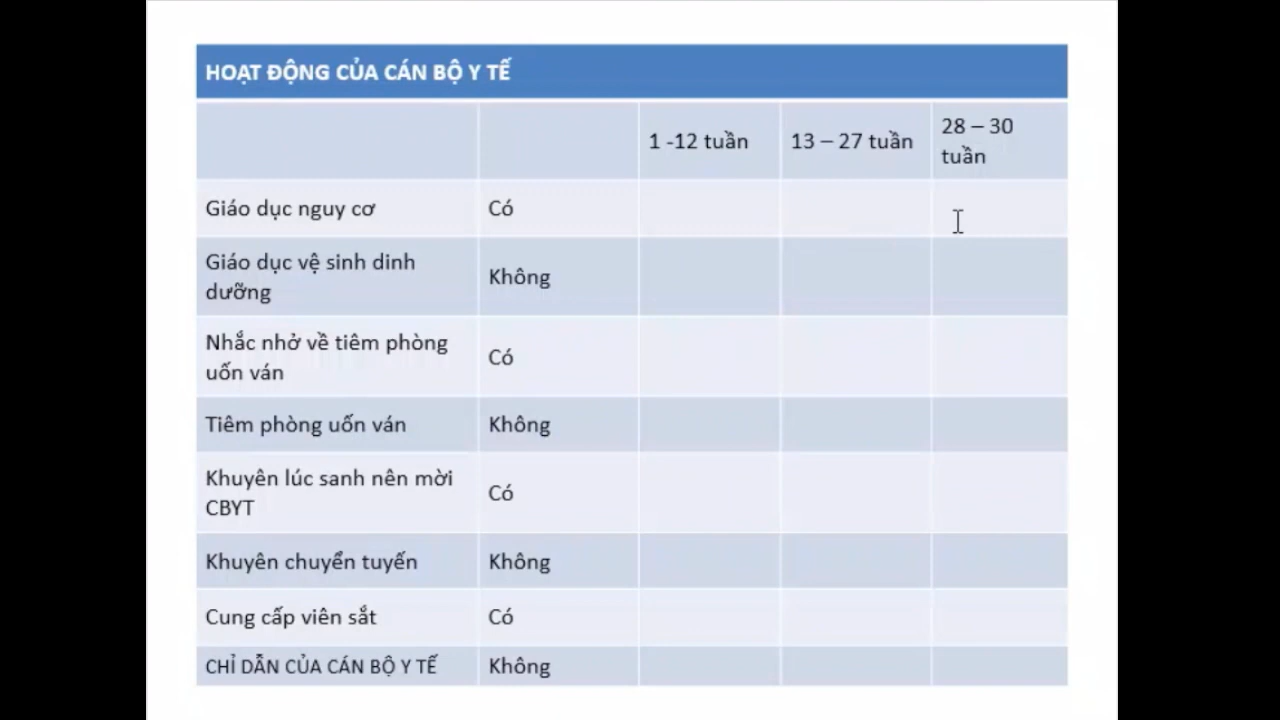 HOẠT ĐỘNG CỦA CÁN BỘ Y TẾ
1 -12 tuần
13 – 27 tuần
28 – 30
tuần
Giáo dục nguy cơ
Có
Giáo dục vệ sinh dinh
dưỡng
Không
Nhắc nhở về tiêm phòng
uốn ván
Có
Tiêm phòng uốn ván
Không
Khuyên lúc sanh nên mời
CBYT
Có
Khuyên chuyển tuyến
Không
Cung cấp viên sắt
Có
CHỈ DẪN CỦA CÁN BỘ Y TẾ
Không